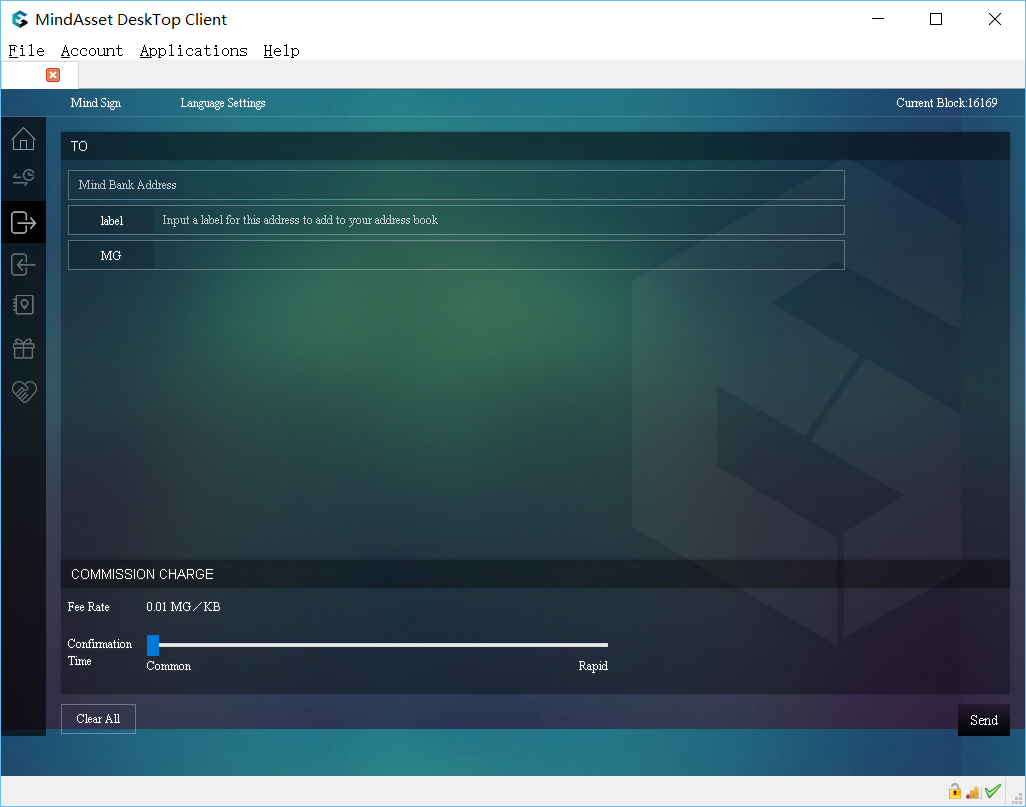 MindAsset DeskTop Client
File Account Applications Help
Mind Sign Language Settings Current Block:16169
TO
Mind Bank Address
label Input a label for this address to add to your address book
MG
COMMISSION CHARGE
Fee Rate 0.01 MG／KB
Confirmation
Time
Common Rapid
Clear All Send